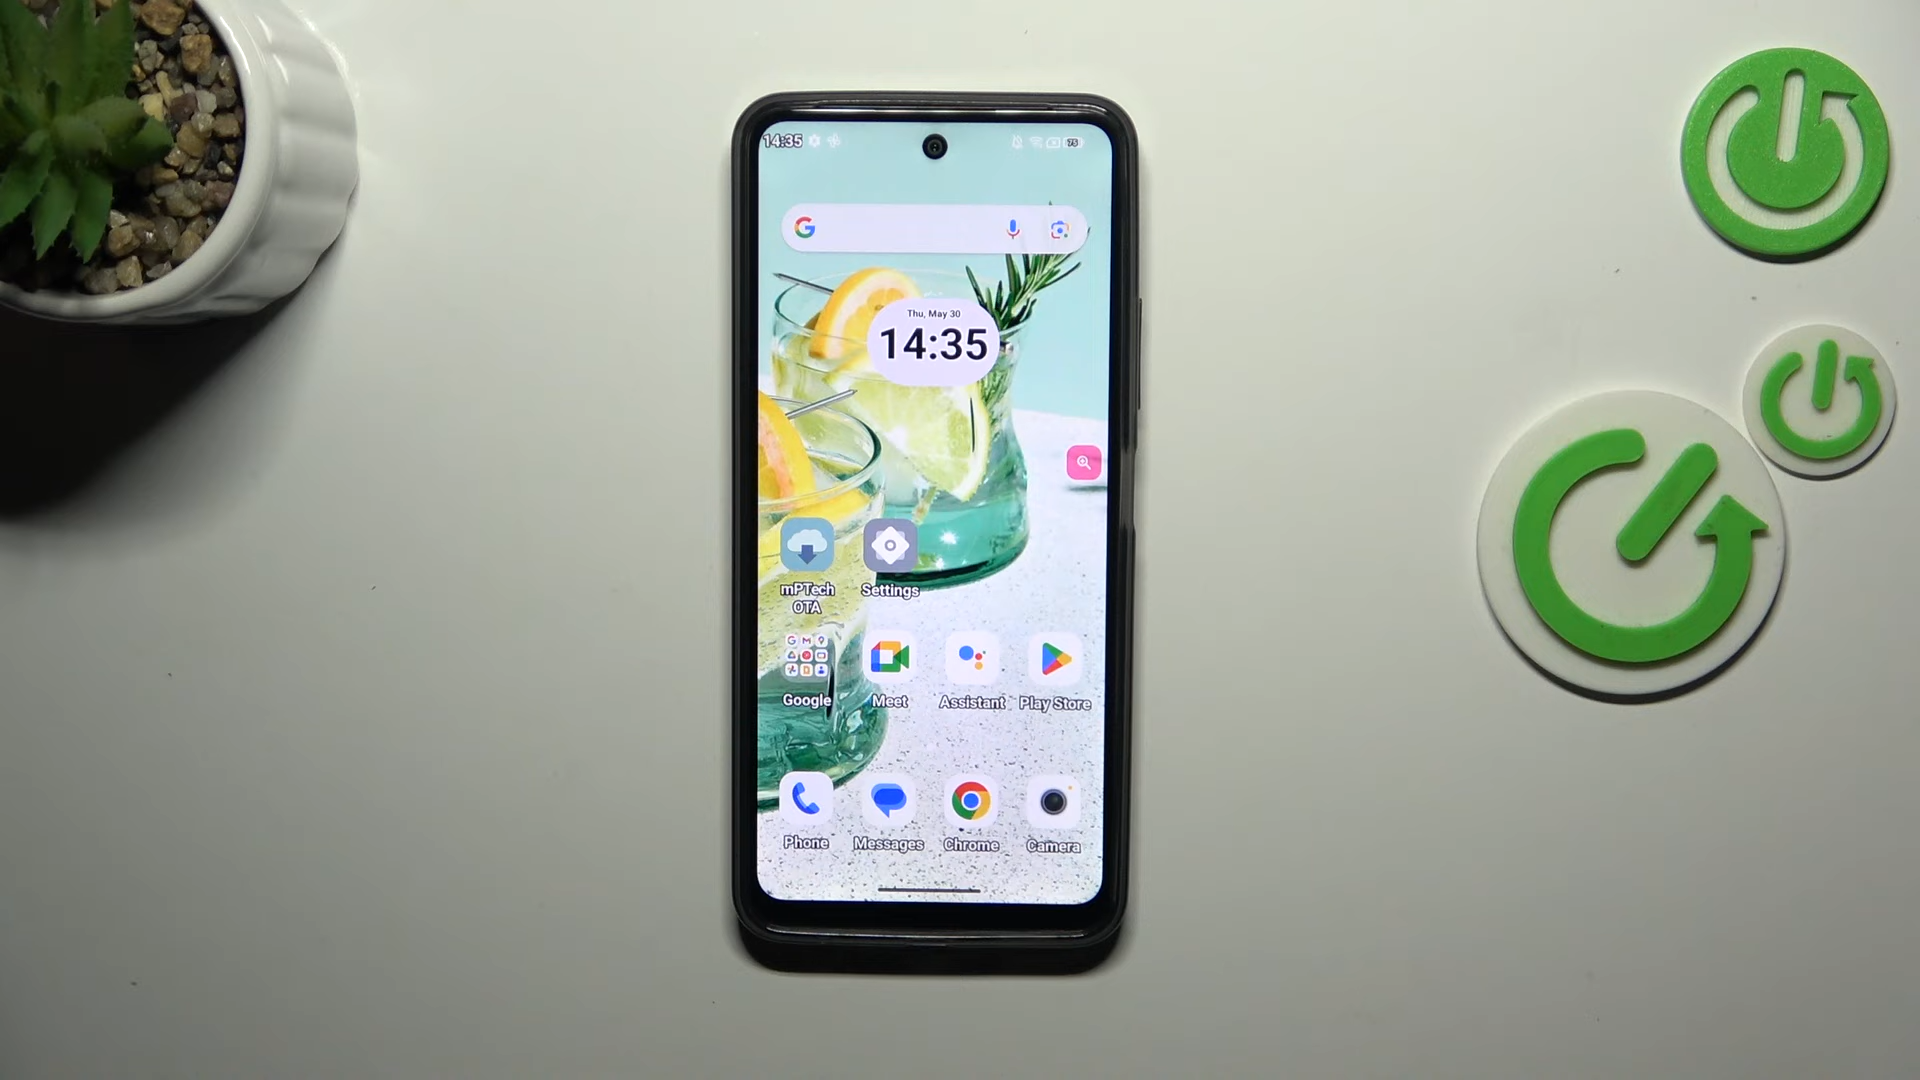 14:35
75
Thu, May 30
14:35
mPTech
OTA
Settings
Google
Meet
Assistant
Play Store
Phone
Messages
Chrome
Camera